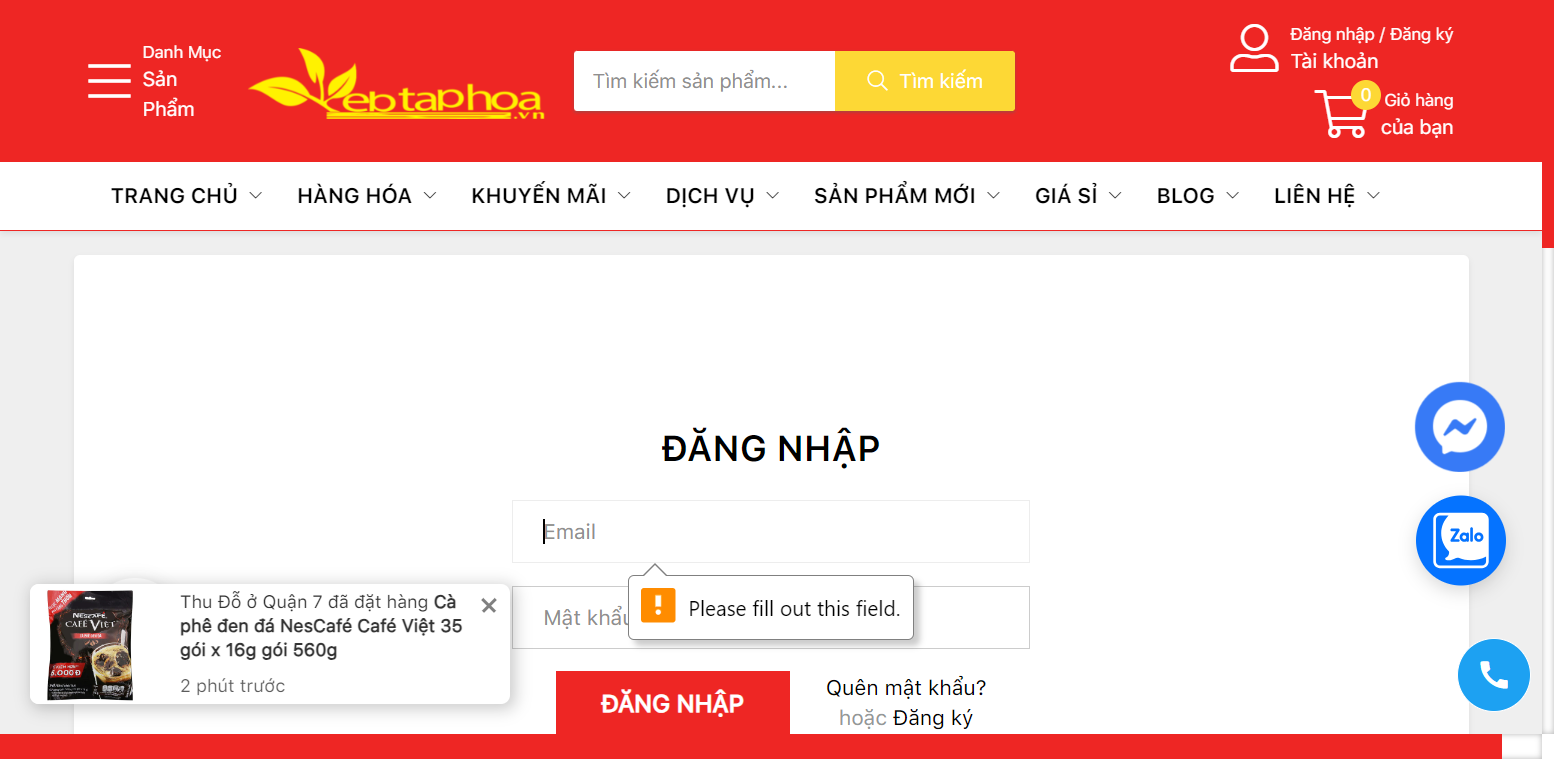 Danh Mục
Sản
Phẩm
ebtaphoa
.vn
Tìm kiếm sản phẩm...
Tìm kiếm
Đăng nhập / Đăng ký
Tài khoản
0
Giỏ hàng
của bạn
TRANG CHỦ
HÀNG HÓA
KHUYẾN MÃI
DỊCH VỤ
SẢN PHẨM MỚI
GIÁ SỈ
BLOG
LIÊN HỆ
ĐĂNG NHẬP
Email
Please fill out this field.
Mật khẩu
Zalo
NESCAFÉ
CAFÉ VIỆT
Thu Đỗ ở Quận 7 đã đặt hàng Cà
phê đen đá NesCafé Café Việt 35
gói x 16g gói 560g
2 phút trước
ĐĂNG NHẬP
Quên mật khẩu?
hoặc Đăng ký